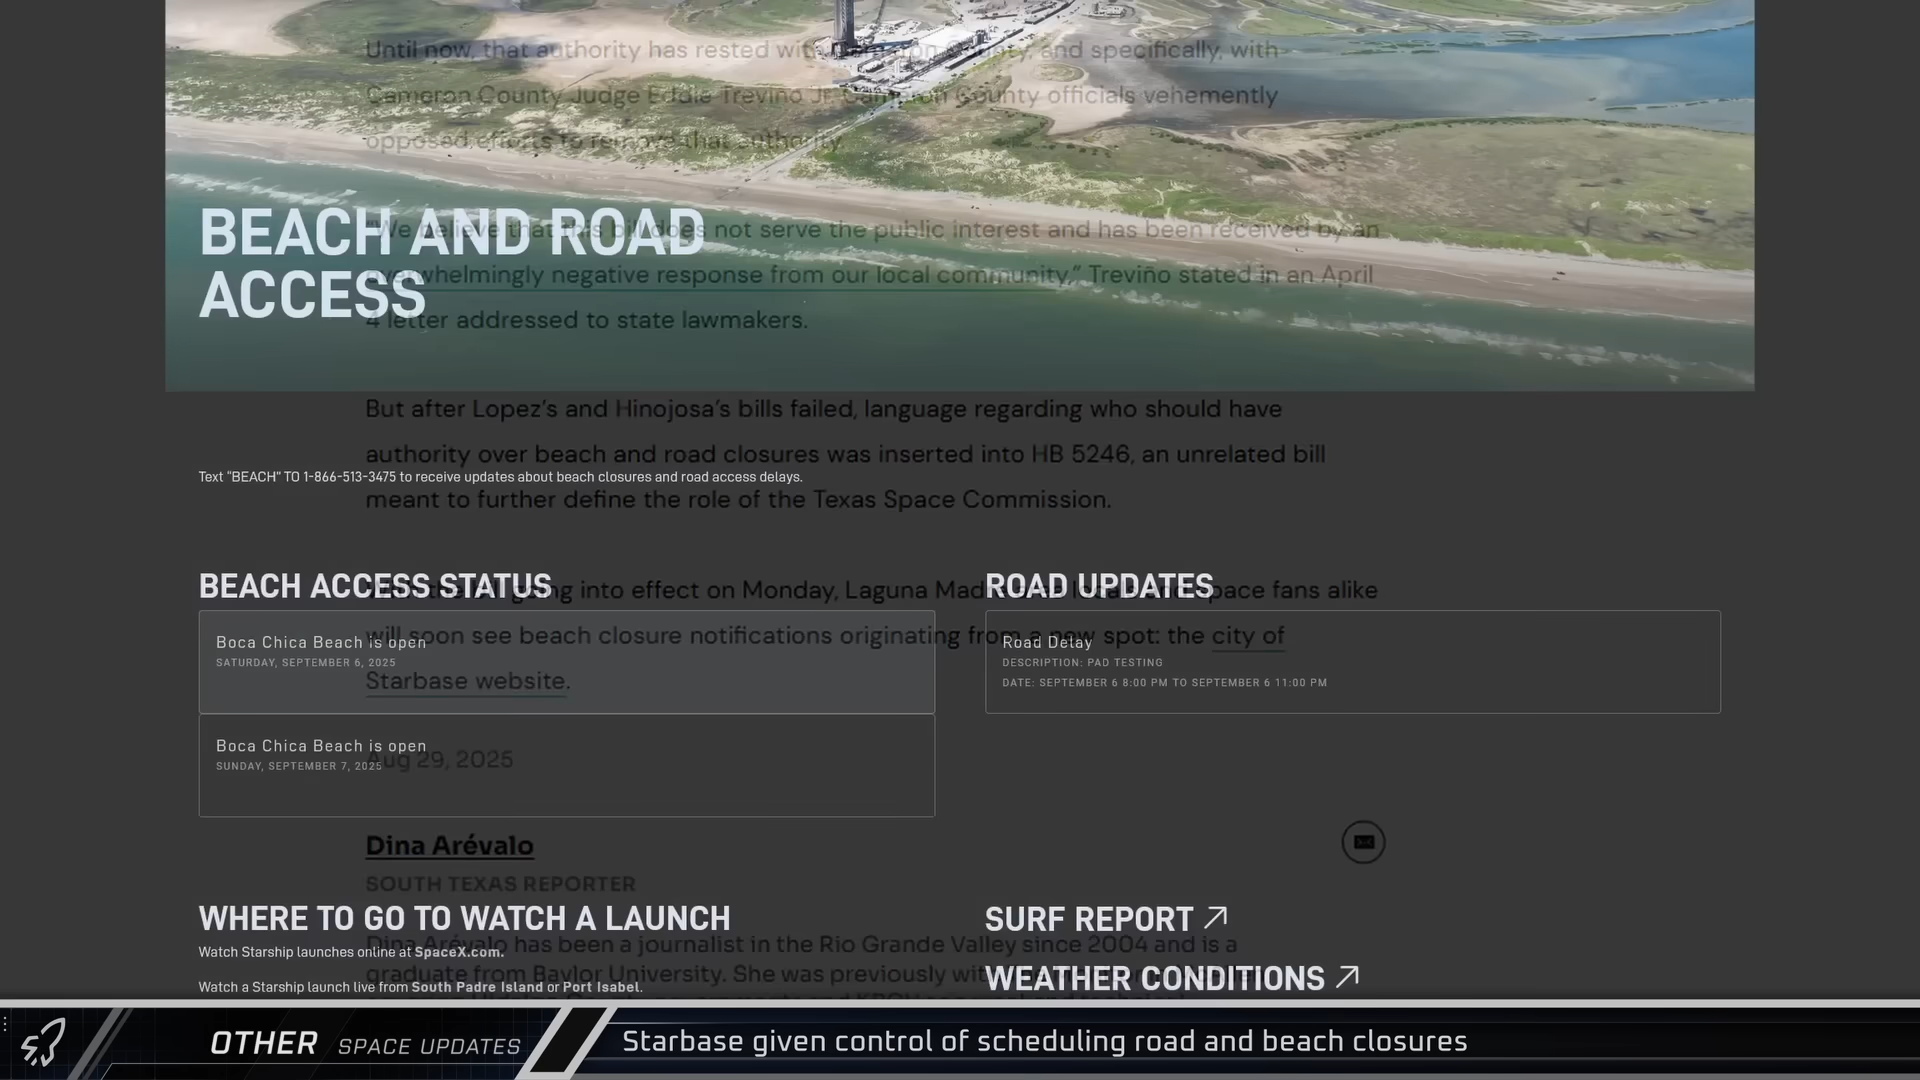 Until now, that authority has rested with Cameron County, and specifically, with
Cameron County Judge Eddie Treviño Jr. Cameron County officials vehemently
opposed efforts to remove that authority.
BEACH AND ROAD
ACCESS
“We believe that this bill does not serve the public interest and has been received by an
overwhelmingly negative response from our local community,” Treviño stated in an April
4 letter addressed to state lawmakers.
But after Lopez’s and Hinojosa’s bills failed, language regarding who should have
authority over beach and road closures was inserted into HB 5246, an unrelated bill
meant to further define the role of the Texas Space Commission.
Text “BEACH” TO 1-866-513-3475 to receive updates about beach closures and road access delays.
BEACH ACCESS STATUS
Boca Chica Beach is open
SATURDAY, SEPTEMBER 6, 2025
Boca Chica Beach is open
SUNDAY, SEPTEMBER 7, 2025
ROAD UPDATES
Road Delay
DESCRIPTION: PAD TESTING
DATE: SEPTEMBER 6 8:00 PM TO SEPTEMBER 6 11:00 PM
going into effect on Monday, Laguna space fans alike
will soon see beach closure notifications originating from a new spot: the city of
Starbase website.
Aug 29, 2025
Dina Arévalo
SOUTH TEXAS REPORTER
Dina Arévalo has been a journalist in the Rio Grande Valley since 2004 and is a
graduate from Baylor University. She was previously
WHERE TO GO TO WATCH A LAUNCH
Watch Starship launches online at SpaceX.com.
Watch a Starship launch live from South Padre Island or Port Isabel.
SURF REPORT
WEATHER CONDITIONS
OTHER SPACE UPDATES
Starbase given control of scheduling road and beach closures